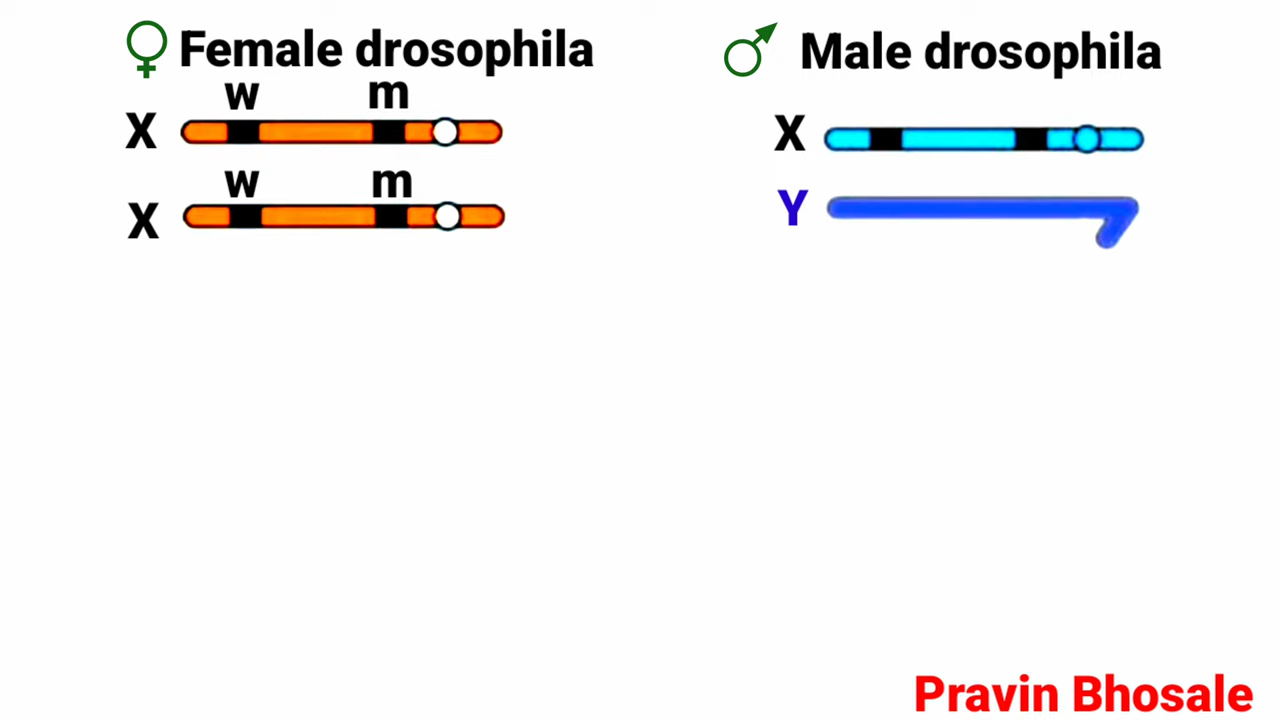 Female drosophila
w m
X
w m
X
Male drosophila
X
Y
Pravin Bhosale